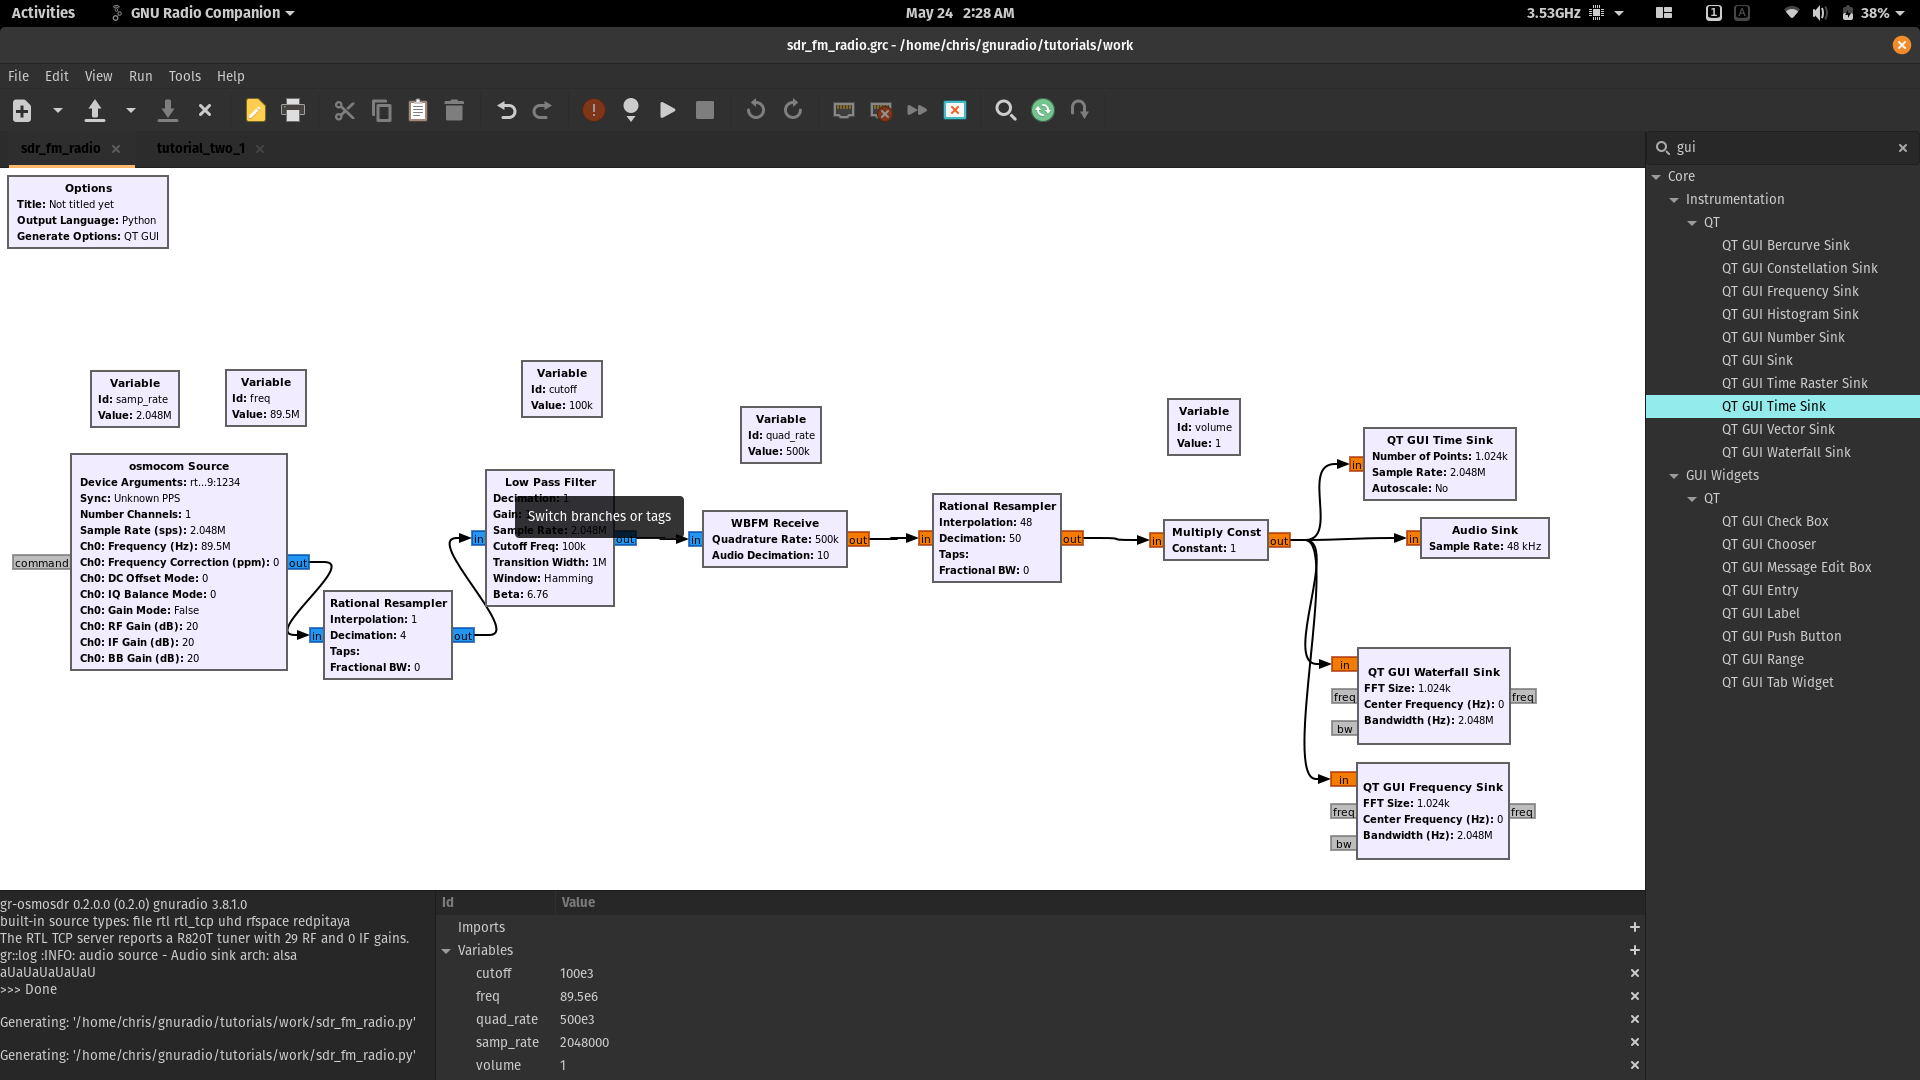 Activities
GNU Radio Companion
May 24 2:28 AM
3.53GHz
1
A
38%
sdr_fm_radio.grc - /home/chris/gnuradio/tutorials/work
File Edit View Run Tools Help
sdr_fm_radio
tutorial_two_1
Options
Title: Not titled yet
Output Language: Python
Generate Options: QT GUI
Variable
Id: samp_rate
Value: 2.048M
Variable
Id: freq
Value: 89.5M
Variable
Id: cutoff
Value: 100k
Variable
Id: quad_rate
Value: 500k
Variable
Id: volume
Value: 1
osmocom Source
Device Arguments: rt...9:1234
Sync: Unknown PPS
Number Channels: 1
Sample Rate (sps): 2.048M
Ch0: Frequency (Hz): 89.5M
Ch0: Frequency Correction (ppm): 0
Ch0: DC Offset Mode: 0
Ch0: IQ Balance Mode: 0
Ch0: Gain Mode: False
Ch0: RF Gain (dB): 20
Ch0: IF Gain (dB): 20
Ch0: BB Gain (dB): 20
command
out
in
Rational Resampler
Interpolation: 1
Decimation: 4
Taps:
Fractional BW: 0
out
in
Low Pass Filter
Decimation: 1
Gain:
Sample Rate: 2.048M
Cutoff Freq: 100k
Transition Width: 1M
Window: Hamming
Beta: 6.76
out
Switch branches or tags
in
WBFM Receive
Quadrature Rate: 500k
Audio Decimation: 10
out
in
Rational Resampler
Interpolation: 48
Decimation: 50
Taps:
Fractional BW: 0
out
in
Multiply Const
Constant: 1
out
in
QT GUI Time Sink
Number of Points: 1.024k
Sample Rate: 2.048M
Autoscale: No
in
Audio Sink
Sample Rate: 48 kHz
in
freq
bw
QT GUI Waterfall Sink
FFT Size: 1.024k
Center Frequency (Hz): 0
Bandwidth (Hz): 2.048M
freq
in
freq
bw
QT GUI Frequency Sink
FFT Size: 1.024k
Center Frequency (Hz): 0
Bandwidth (Hz): 2.048M
freq
gui
Core
Instrumentation
QT
QT GUI Bercurve Sink
QT GUI Constellation Sink
QT GUI Frequency Sink
QT GUI Histogram Sink
QT GUI Number Sink
QT GUI Sink
QT GUI Time Raster Sink
QT GUI Time Sink
QT GUI Vector Sink
QT GUI Waterfall Sink
GUI Widgets
QT
QT GUI Check Box
QT GUI Chooser
QT GUI Message Edit Box
QT GUI Entry
QT GUI Label
QT GUI Push Button
QT GUI Range
QT GUI Tab Widget
gr-osmosdr 0.2.0.0 (0.2.0) gnuradio 3.8.1.0
built-in source types: file rtl rtl_tcp uhd rfspace redpitaya
The RTL TCP server reports a R820T tuner with 29 RF and 0 IF gains.
gr::log :INFO: audio source - Audio sink arch: alsa
aUaUaUaUaUaU
>>> Done
Generating: '/home/chris/gnuradio/tutorials/work/sdr_fm_radio.py'
Generating: '/home/chris/gnuradio/tutorials/work/sdr_fm_radio.py'
Id Value
Imports
Variables
cutoff 100e3
freq 89.5e6
quad_rate 500e3
samp_rate 2048000
volume 1